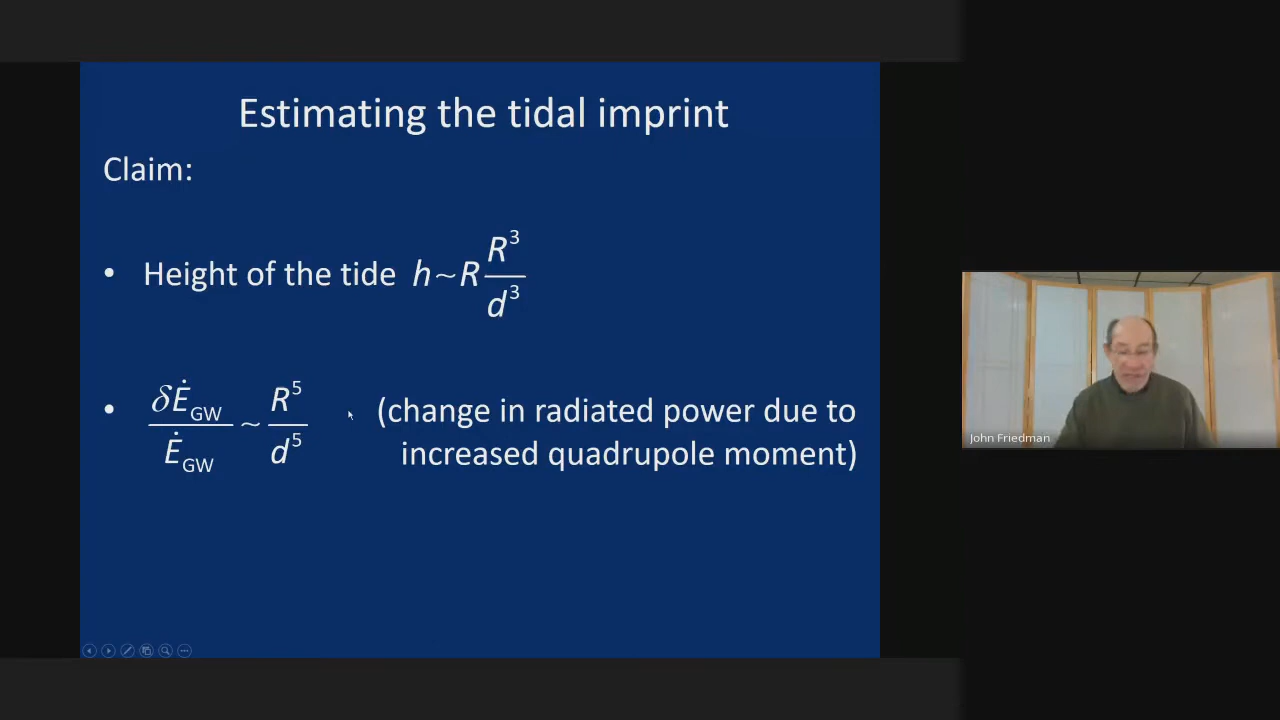 Estimating the tidal imprint
Claim:
• Height of the tide h ~ R R³/d³
• δĖ_GW/Ė_GW ~ R⁵/d⁵ (change in radiated power due to
increased quadrupole moment)
John Friedman